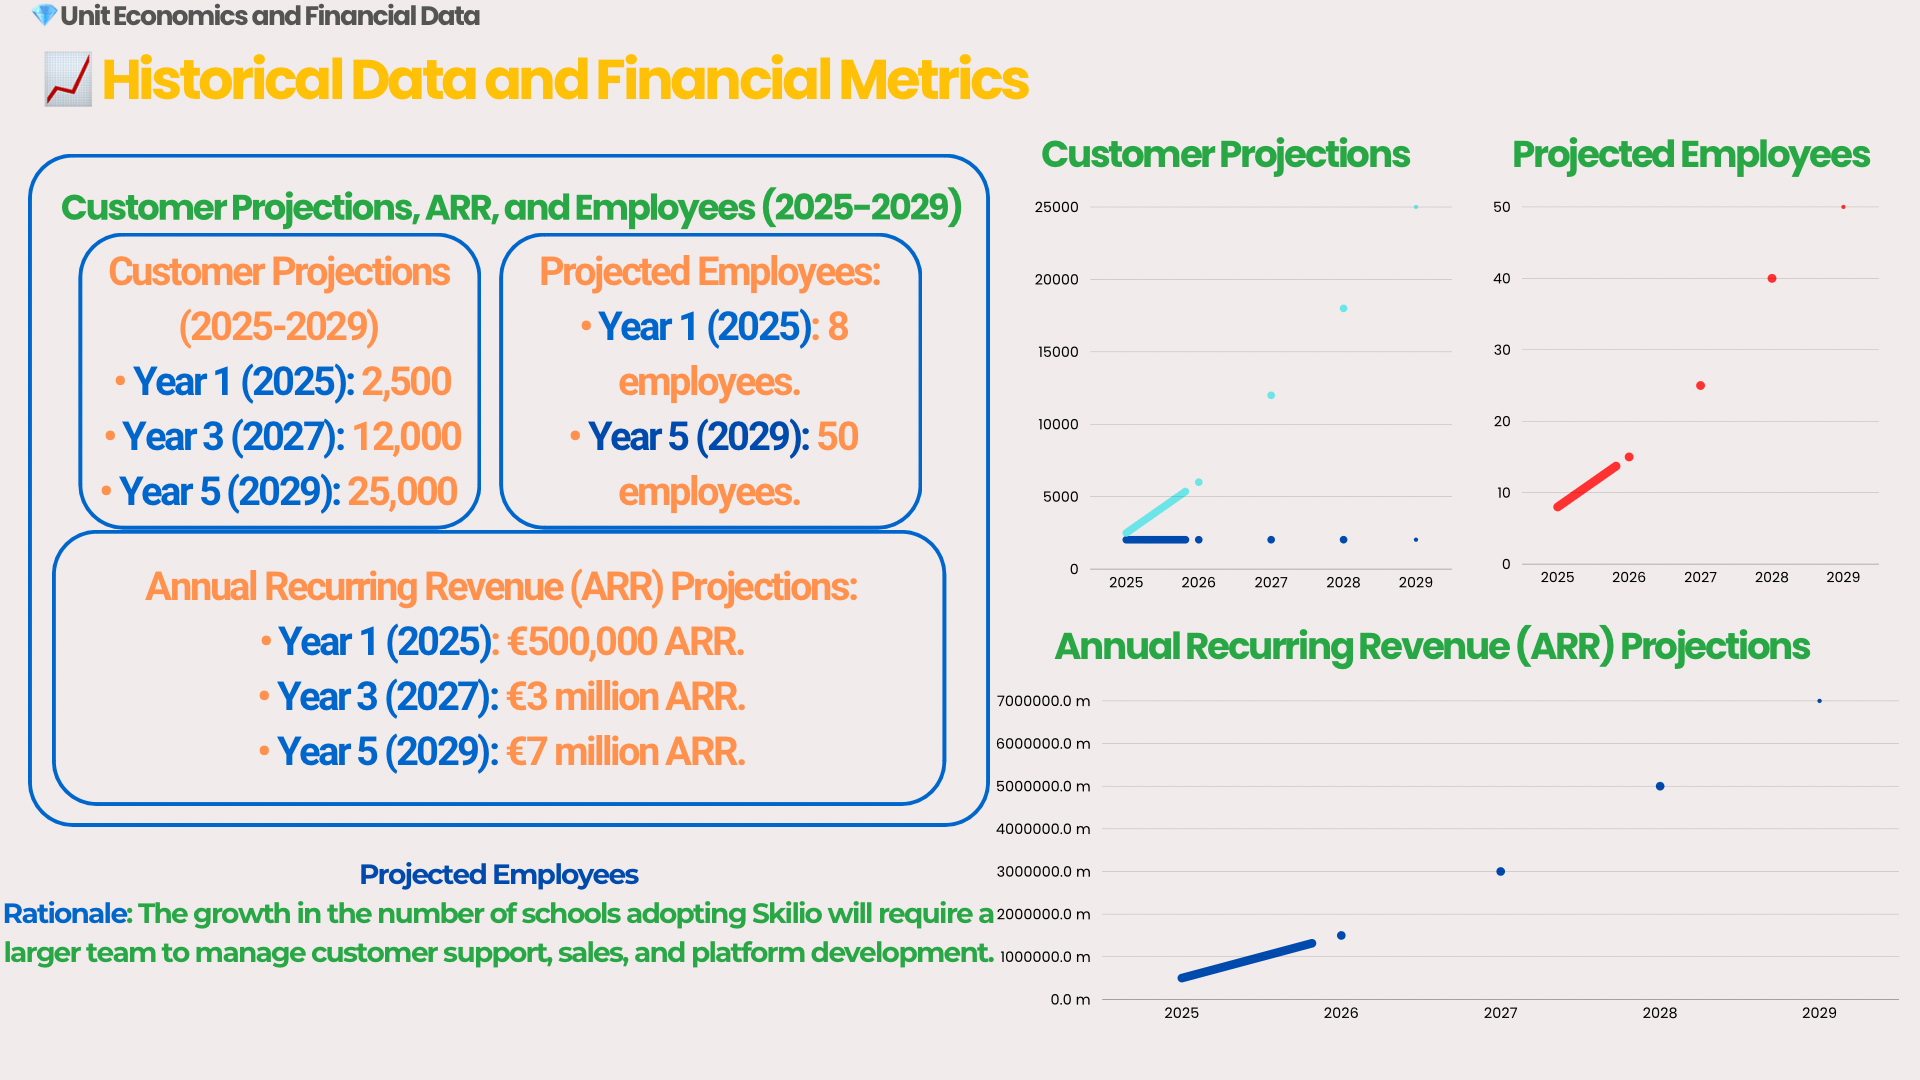 💎Unit Economics and Financial Data
📈 Historical Data and Financial Metrics
Customer Projections, ARR, and Employees (2025-2029)
Customer Projections
(2025-2029)
• Year 1 (2025): 2,500
• Year 3 (2027): 12,000
• Year 5 (2029): 25,000
Projected Employees:
• Year 1 (2025): 8
employees.
• Year 5 (2029): 50
employees.
Annual Recurring Revenue (ARR) Projections:
• Year 1 (2025): €500,000 ARR.
• Year 3 (2027): €3 million ARR.
• Year 5 (2029): €7 million ARR.
Projected Employees
Rationale: The growth in the number of schools adopting Skilio will require a
larger team to manage customer support, sales, and platform development.
Customer Projections
25000
20000
15000
10000
5000
0
2025 2026 2027 2028 2029
Projected Employees
50
40
30
20
10
0
2025 2026 2027 2028 2029
Annual Recurring Revenue (ARR) Projections
7000000.0 m
6000000.0 m
5000000.0 m
4000000.0 m
3000000.0 m
2000000.0 m
1000000.0 m
0.0 m
2025 2026 2027 2028 2029